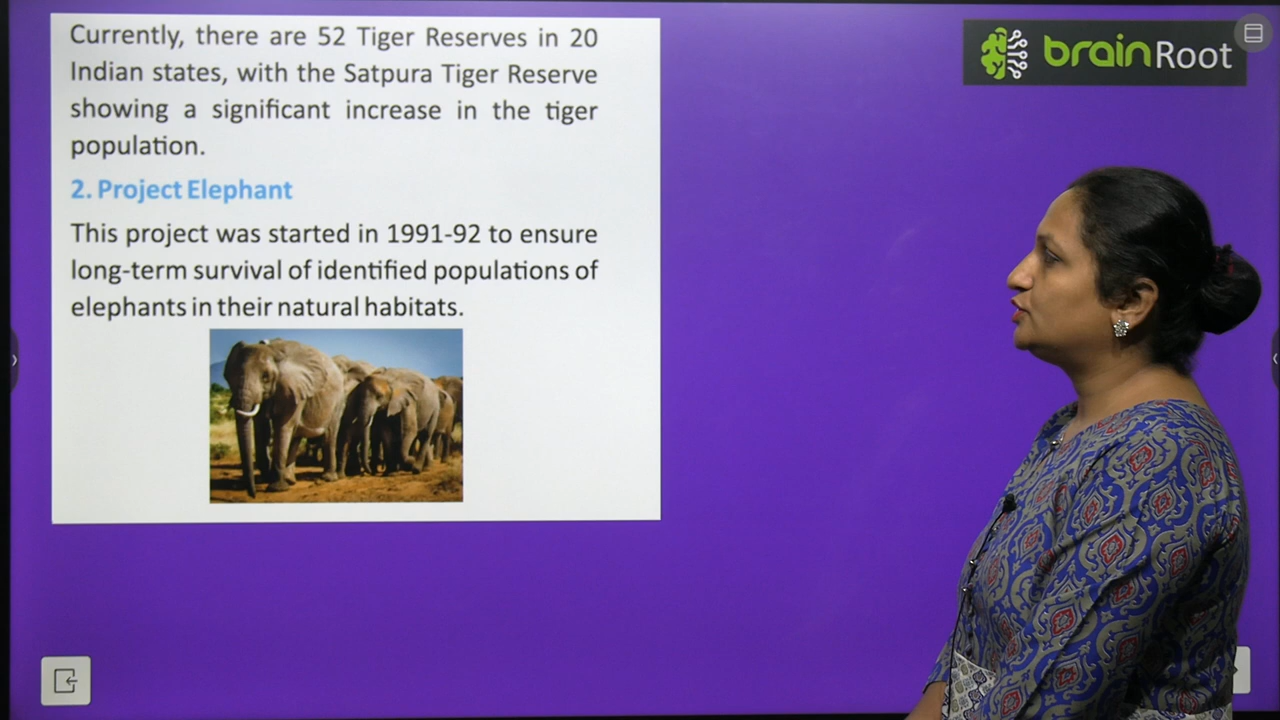 Currently, there are 52 Tiger Reserves in 20
Indian states, with the Satpura Tiger Reserve
showing a significant increase in the tiger
population.
2. Project Elephant
This project was started in 1991-92 to ensure
long-term survival of identified populations of
elephants in their natural habitats.
brainRoot